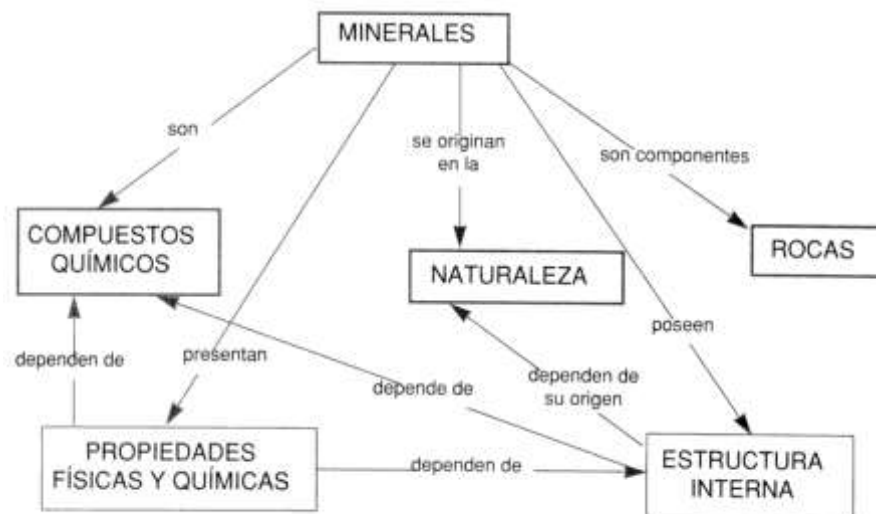 MINERALES
son
se originan
en la
son componentes
COMPUESTOS
QUÍMICOS
NATURALEZA
ROCAS
dependen de
presentan
depende de
dependen de
su origen
poseen
PROPIEDADES
FÍSICAS Y QUÍMICAS
dependen de
ESTRUCTURA
INTERNA